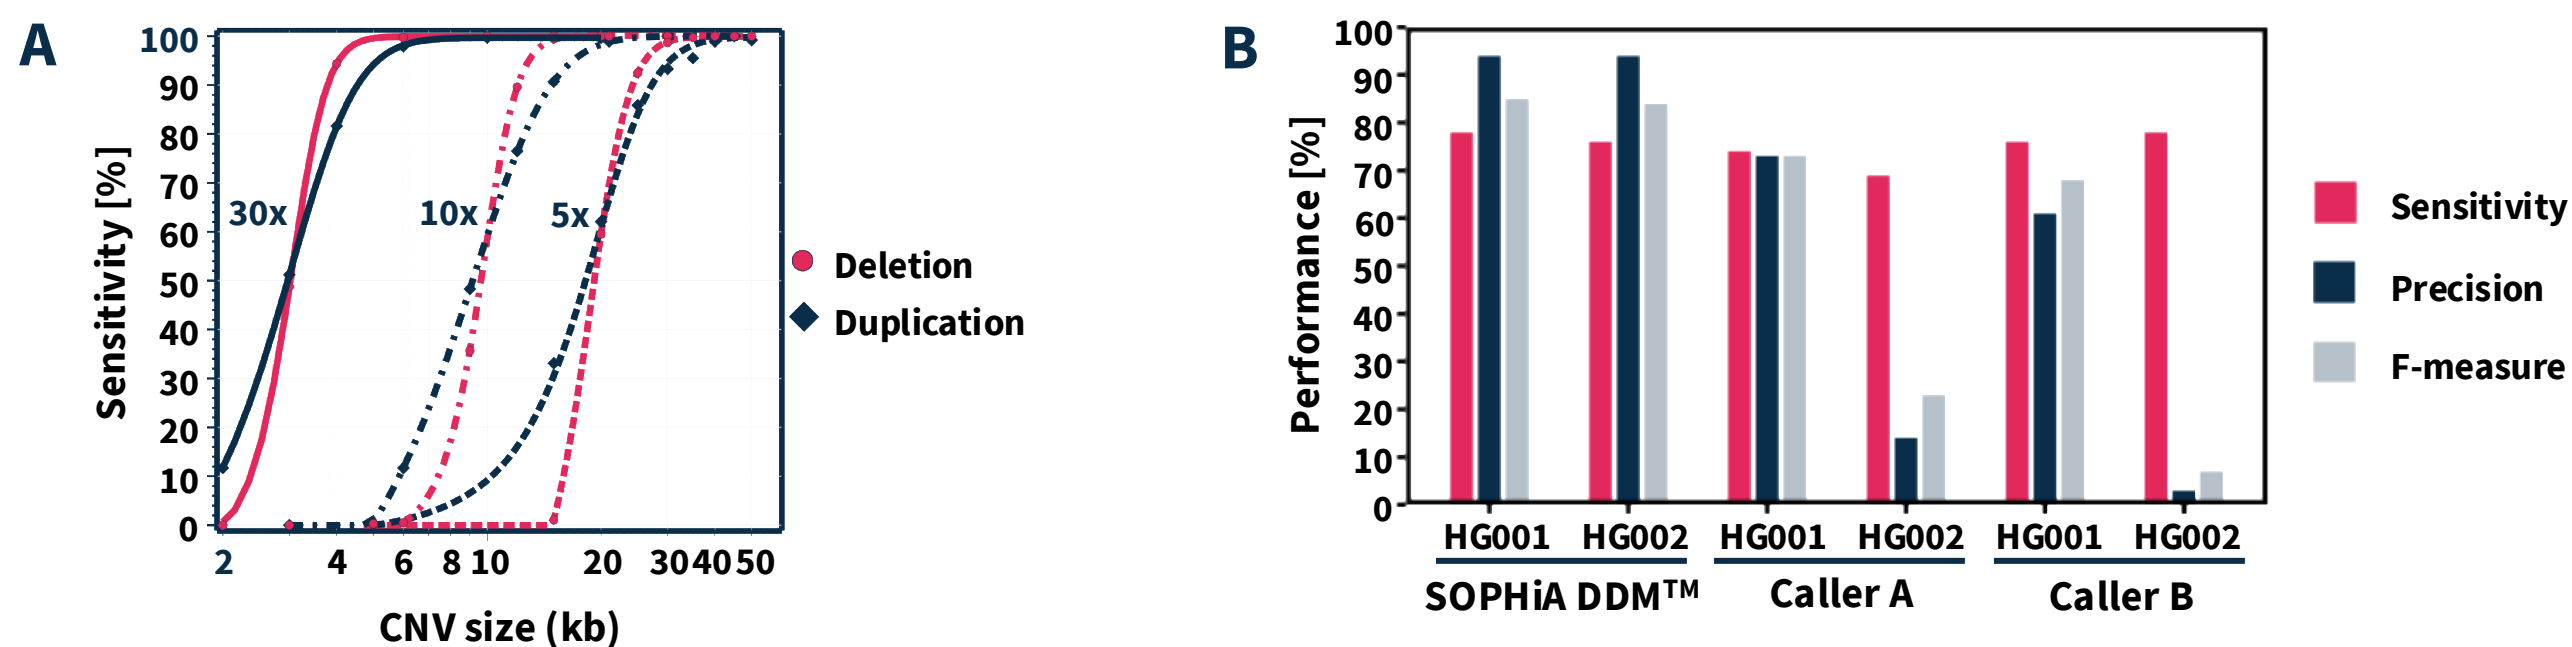 A
100
90
80
70
60
50
40
30
20
10
0
Sensitivity [%]
30x
10x
5x
2 4 6 8 10 20 30 40 50
CNV size (kb)
Deletion
Duplication
B
100
90
80
70
60
50
40
30
20
10
0
Performance [%]
HG001 HG002 HG001 HG002 HG001 HG002
SOPHiA DDM™ Caller A Caller B
Sensitivity
Precision
F-measure